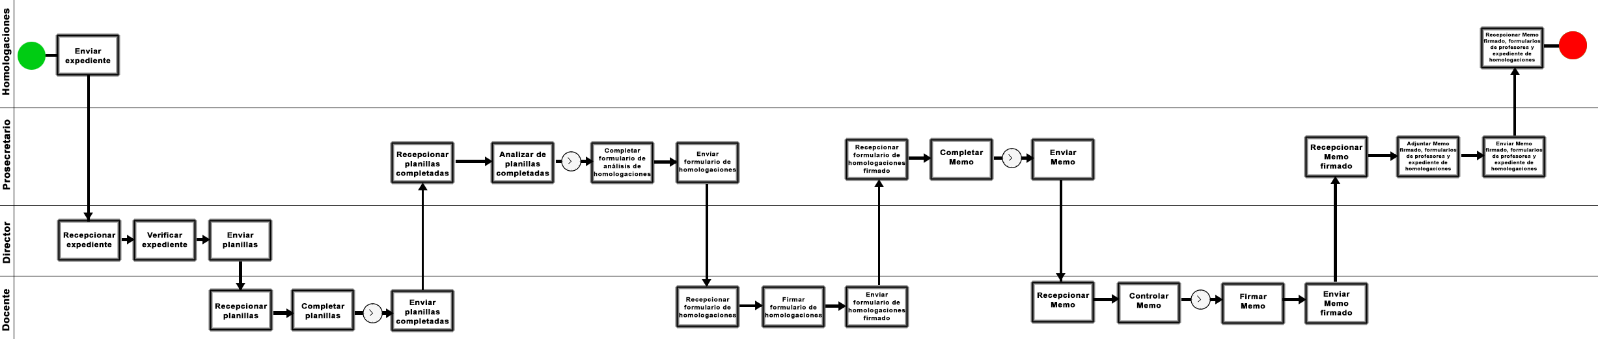 Homologaciones
Enviar
expediente
Recepcionar Memo
firmado, formularios
de profesores y
expediente de
homologaciones
Prosecretario
Recepcionar
planillas
completadas
Analizar de
planillas
completadas
Completar
formulario de
análisis de
homologaciones
Enviar
formulario de
homologaciones
Recepcionar
formulario de
homologaciones
firmado
Completar
Memo
Enviar
Memo
Recepcionar
Memo
firmado
Adjuntar Memo
firmado, formularios
de profesores y
expediente de
homologaciones
Enviar Memo
firmado, formularios
de profesores y
expediente de
homologaciones
Director
Recepcionar
expediente
Verificar
expediente
Enviar
planillas
Docente
Recepcionar
planillas
Completar
planillas
Enviar
planillas
completadas
Recepcionar
formulario de
homologaciones
Firmar
formulario de
homologaciones
Enviar
formulario de
homologaciones
firmado
Recepcionar
Memo
Controlar
Memo
Firmar
Memo
Enviar
Memo
firmado